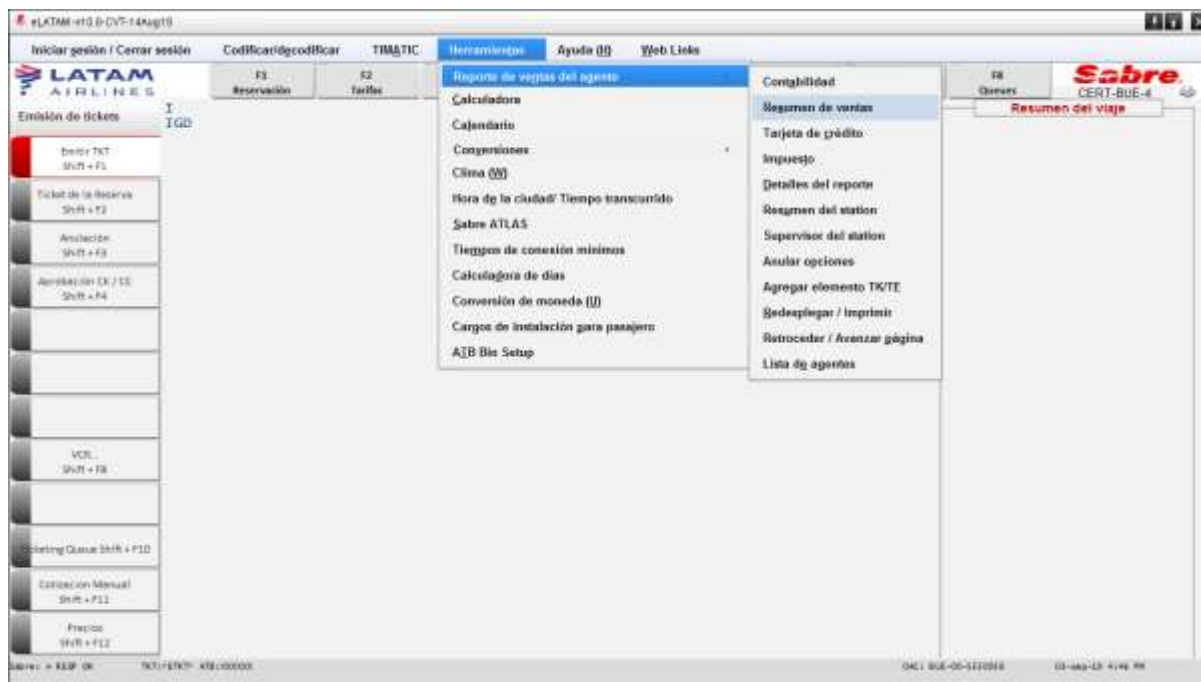 Iniciar sesión / Cerrar sesión Codificar/decodificar TIMATIC Herramientas Ayuda (H) Web Links
LATAM
AIRLINES
F1
Reservación
F2
Tarifas
F8
Queues
Sabre
CERT-BUE-4
Emisión de tickets
I
IGD
Resumen del viaje
Emitir TKT
Shift + F1
Ticket de la Reserva
Shift + F2
Anulación
Shift + F3
Aprobación CK / CC
Shift + F4
VCR...
Shift + F8
Ticketing Queue Shift + F10
Cotizacion Manual
Shift + F11
Precios
Shift + F12
Reporte de ventas del agente
Calculadora
Calendario
Conversiones
Clima (W)
Hora de la ciudad/ Tiempo transcurrido
Sabre ATLAS
Tiempos de conexión mínimos
Calculadora de días
Conversión de moneda (U)
Cargos de instalación para pasajero
ATB Bin Setup
Contabilidad
Resumen de ventas
Tarjeta de crédito
Impuesto
Detalles del reporte
Resumen del station
Supervisor del station
Anular opciones
Agregar elemento TK/TE
Redesplegar / Imprimir
Retroceder / Avanzar página
Lista de agentes